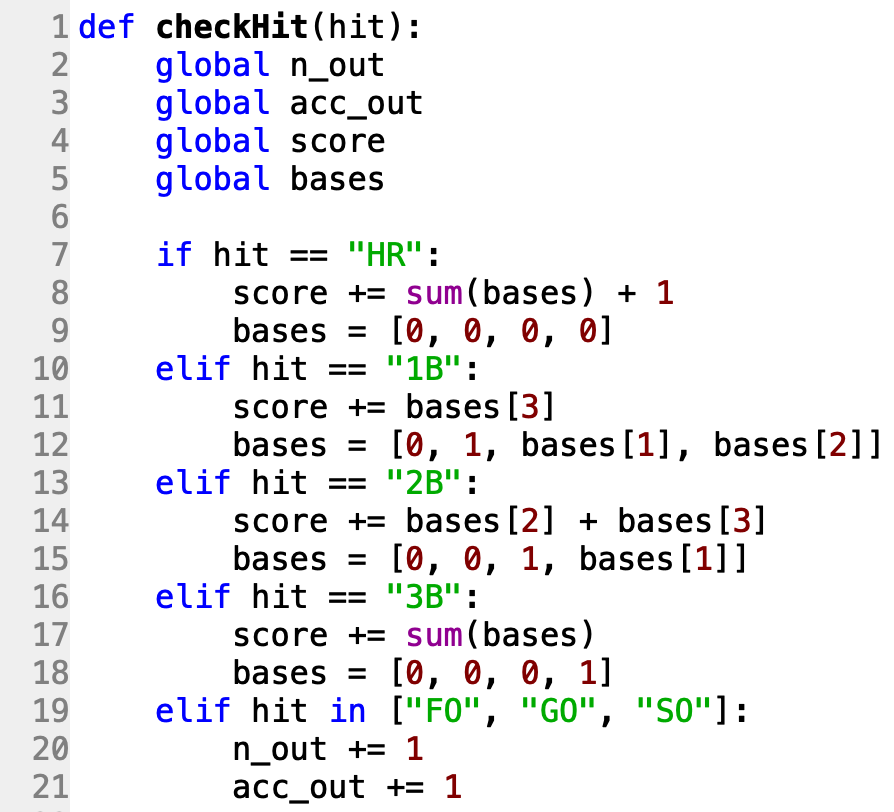 1 def checkHit(hit):
2     global n_out
3     global acc_out
4     global score
5     global bases
6
7     if hit == "HR":
8         score += sum(bases) + 1
9         bases = [0, 0, 0, 0]
10     elif hit == "1B":
11         score += bases[3]
12         bases = [0, 1, bases[1], bases[2]]
13     elif hit == "2B":
14         score += bases[2] + bases[3]
15         bases = [0, 0, 1, bases[1]]
16     elif hit == "3B":
17         score += sum(bases)
18         bases = [0, 0, 0, 1]
19     elif hit in ["FO", "GO", "SO"]:
20         n_out += 1
21         acc_out += 1